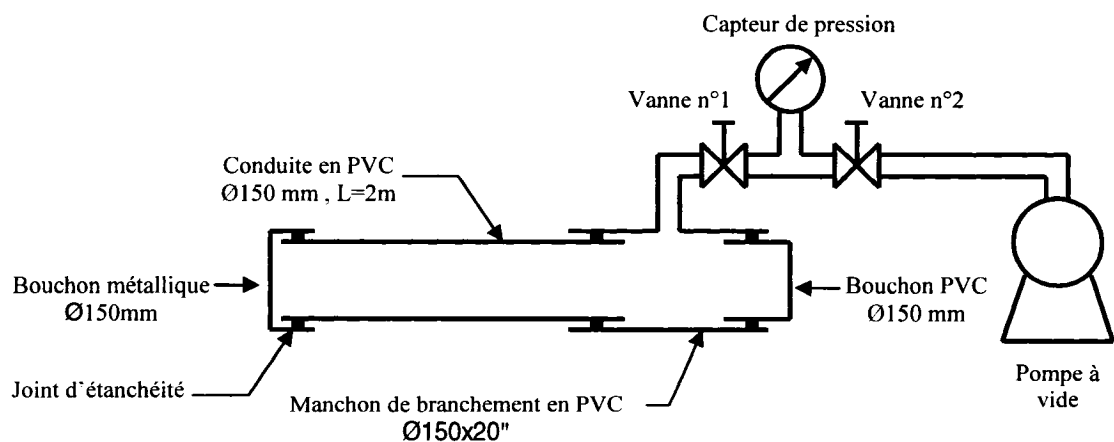 Capteur de pression
Vanne n°1
Vanne n°2
Conduite en PVC
Ø150 mm , L=2m
Bouchon métallique
Ø150mm
Bouchon PVC
Ø150 mm
Joint d'étanchéité
Manchon de branchement en PVC
Ø150x20"
Pompe à
vide